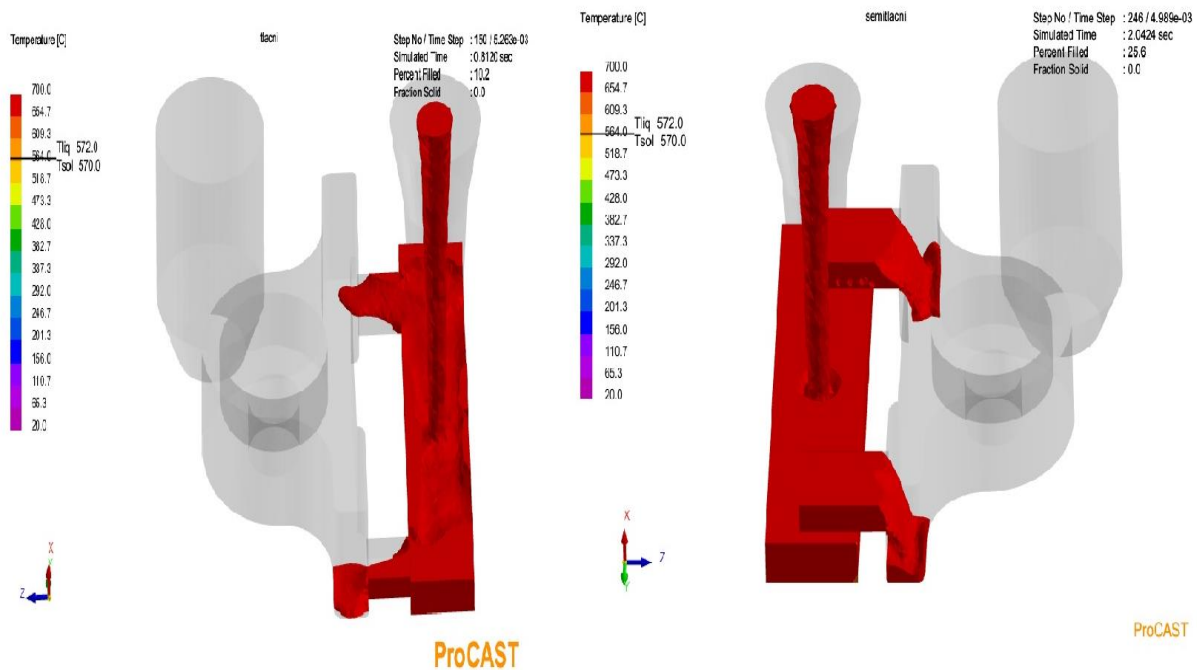 Temperature [C]
tlacni
Step No / Time Step : 150 / 5.263e-03
Simulated Time : 0.8120 sec
Percent Filled : 10.2
Fraction Solid : 0.0
700.0
654.7
609.3
564.0
518.7
473.3
428.0
382.7
337.3
292.0
246.7
201.3
156.0
110.7
65.3
20.0
Tliq 572.0
Tsol 570.0
X
Y
Z
ProCAST
Temperature [C]
semitlacni
Step No / Time Step : 246 / 4.989e-03
Simulated Time : 2.0424 sec
Percent Filled : 25.6
Fraction Solid : 0.0
700.0
654.7
609.3
564.0
518.7
473.3
428.0
382.7
337.3
292.0
246.7
201.3
156.0
110.7
65.3
20.0
Tliq 572.0
Tsol 570.0
X
Z
Y
ProCAST